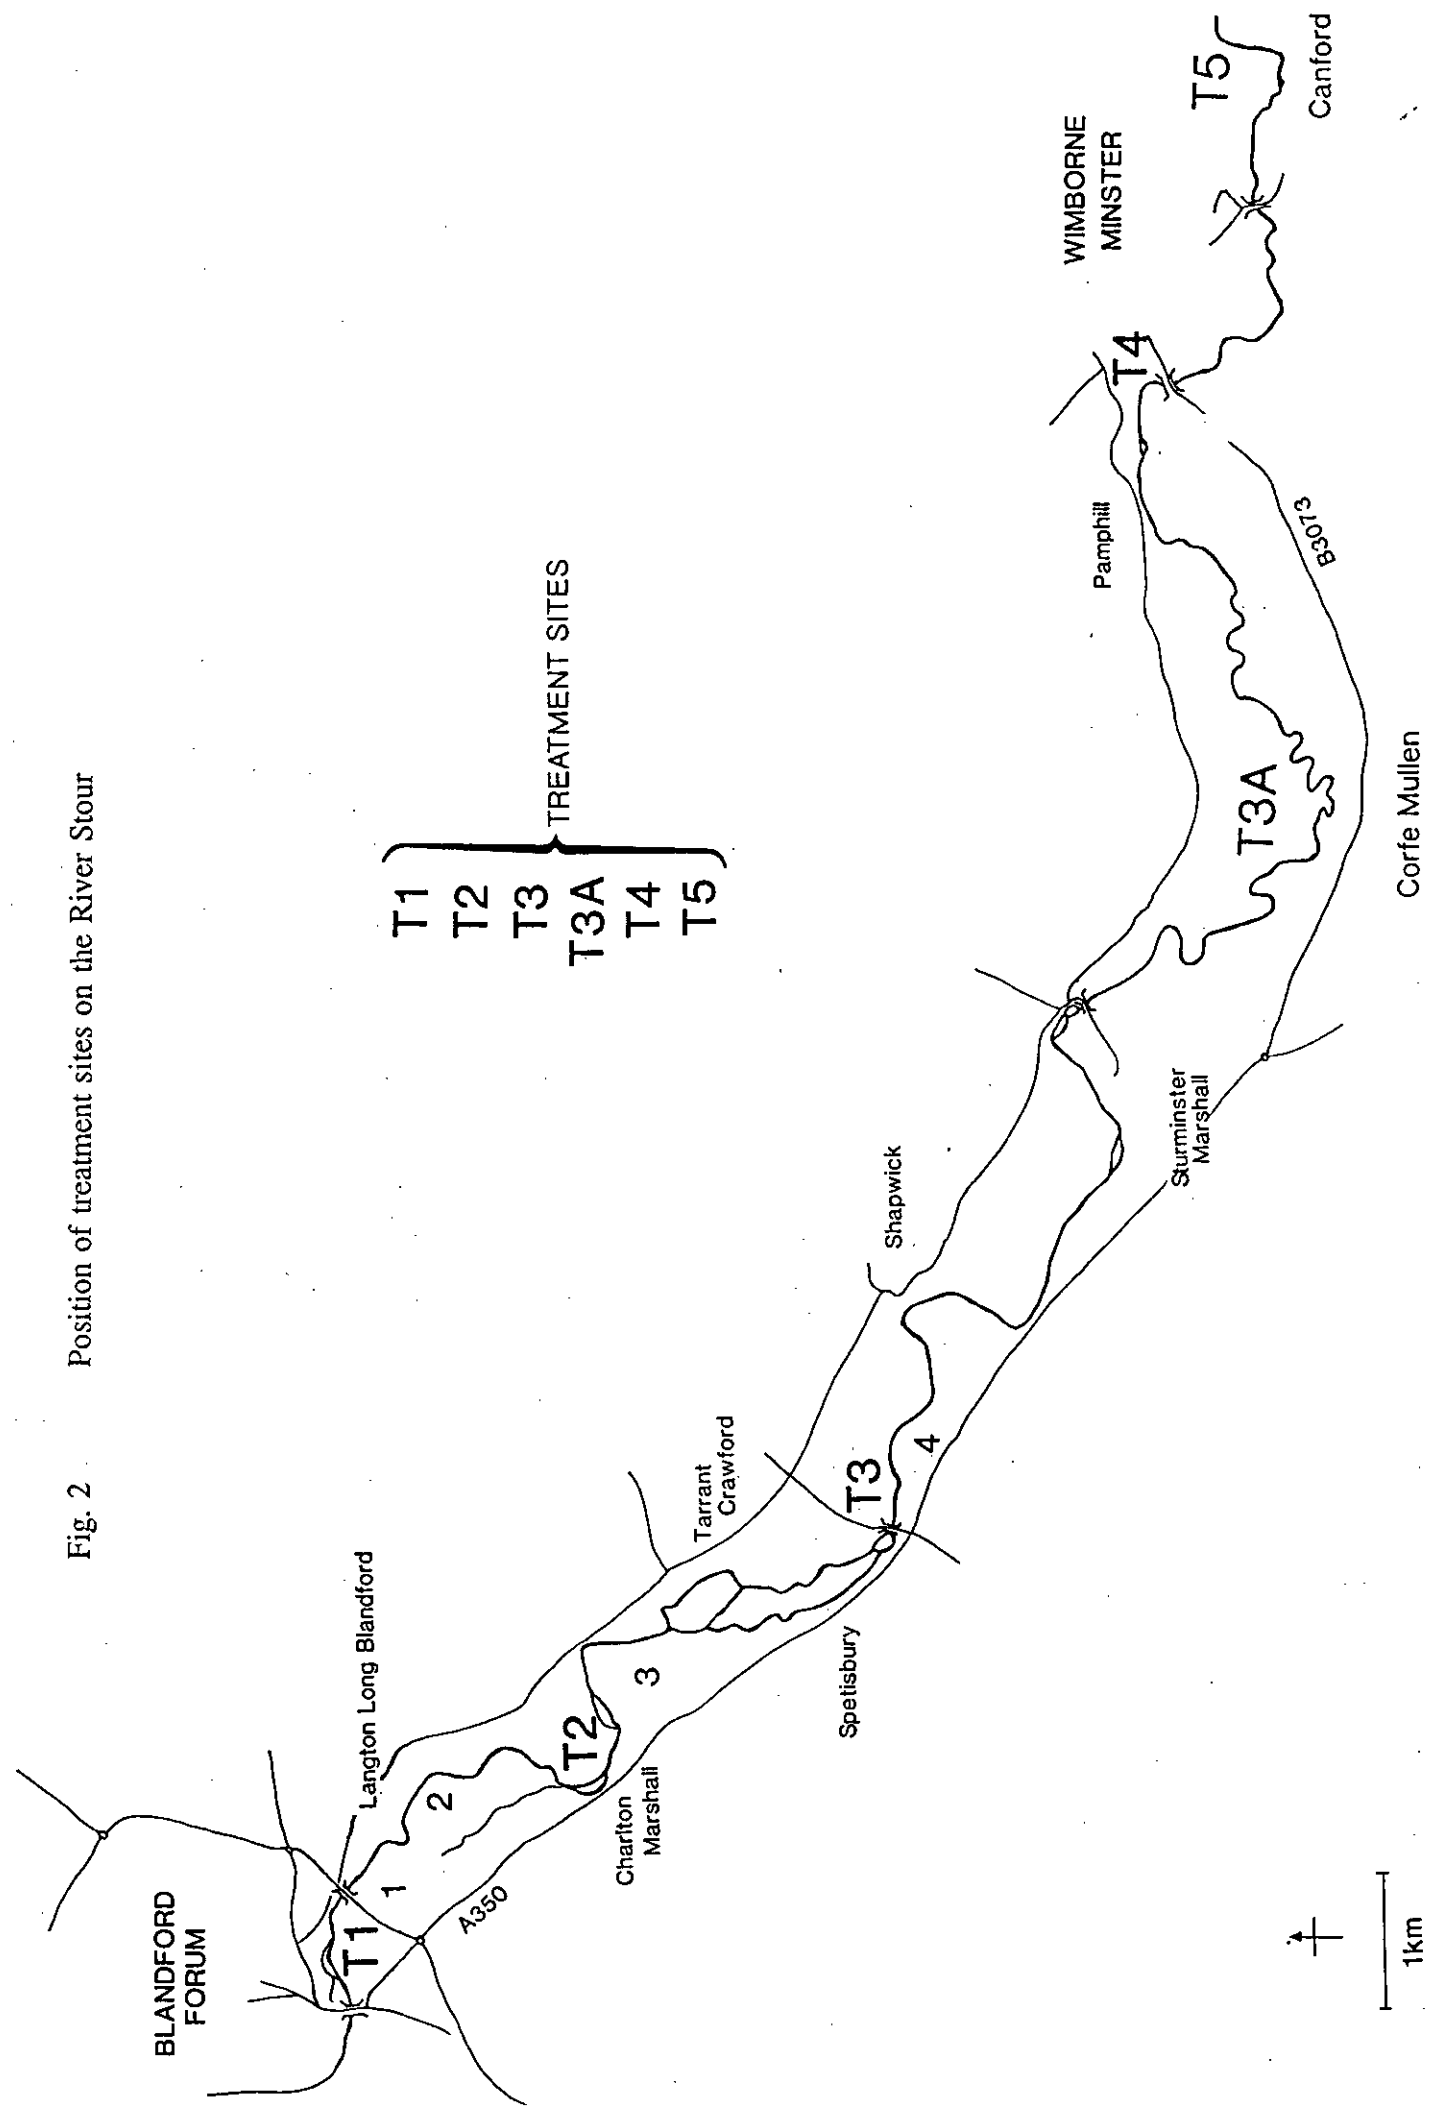 Fig. 2 Position of treatment sites on the River Stour
BLANDFORD
FORUM
Langton Long Blandford
T1
1
2
A350
Charlton
Marshall
T2
3
Tarrant
Crawford
Spetisbury
T3
4
Shapwick
Sturminster
Marshall
T1
T2
T3
T3A
T4
T5
TREATMENT SITES
T3A
Corfe Mullen
B3073
Pamphill
T4
WIMBORNE
MINSTER
T5
Canford
1km